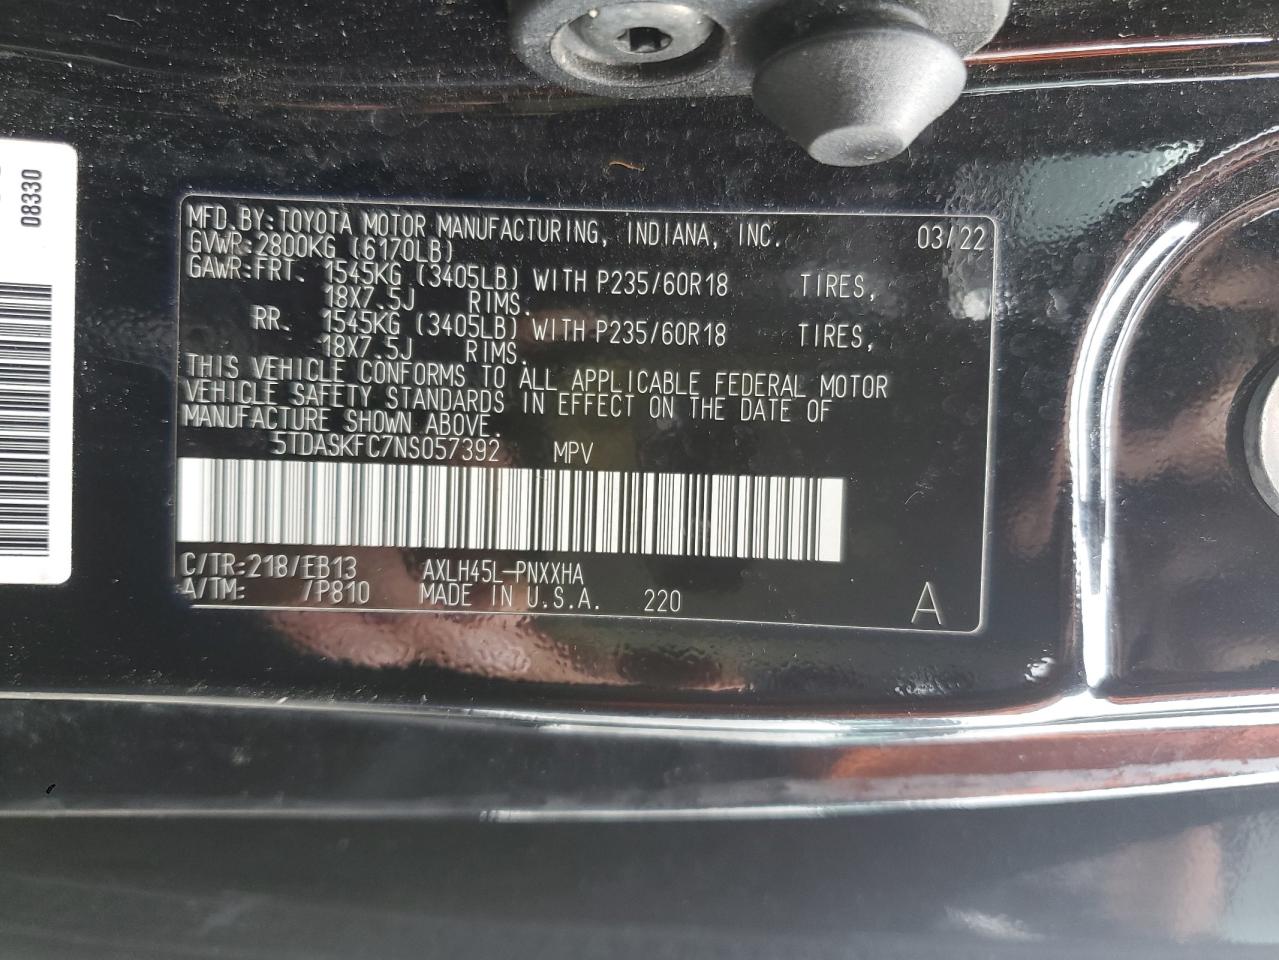 08330
MFD.BY:TOYOTA MOTOR MANUFACTURING, INDIANA, INC. 03/22
GVWR:2800KG (6170LB)
GAWR:FRT. 1545KG (3405LB) WITH P235/60R18 TIRES,
18X7.5J RIMS.
RR. 1545KG (3405LB) WITH P235/60R18 TIRES,
18X7.5J RIMS.
THIS VEHICLE CONFORMS TO ALL APPLICABLE FEDERAL MOTOR
VEHICLE SAFETY STANDARDS IN EFFECT ON THE DATE OF
MANUFACTURE SHOWN ABOVE.
5TDASKFC7NS057392 MPV
C/TR:218/EB13 AXLH45L-PNXXHA
A/TM: /P810 MADE IN U.S.A. 220 A